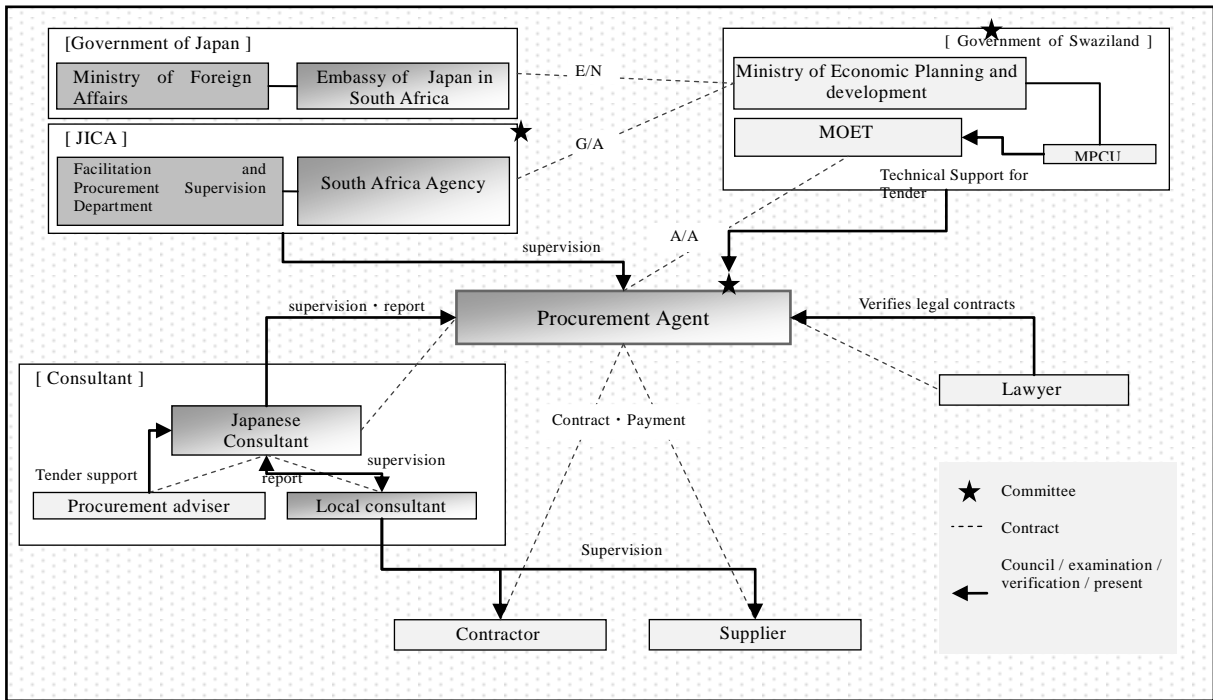 [Government of Japan ]
Ministry of Foreign
Affairs
Embassy of Japan in
South Africa
E/N
[ Government of Swaziland ]
Ministry of Economic Planning and
development
MOET
MPCU
[ JICA ]
Facilitation and
Procurement Supervision
Department
South Africa Agency
G/A
Technical Support for
Tender
A/A
supervision
supervision・report
Procurement Agent
Verifies legal contracts
Lawyer
[ Consultant ]
Japanese
Consultant
Contract・Payment
Tender support
supervision
report
Procurement adviser
Local consultant
Supervision
Contractor
Supplier
Committee
Contract
Council / examination /
verification / present